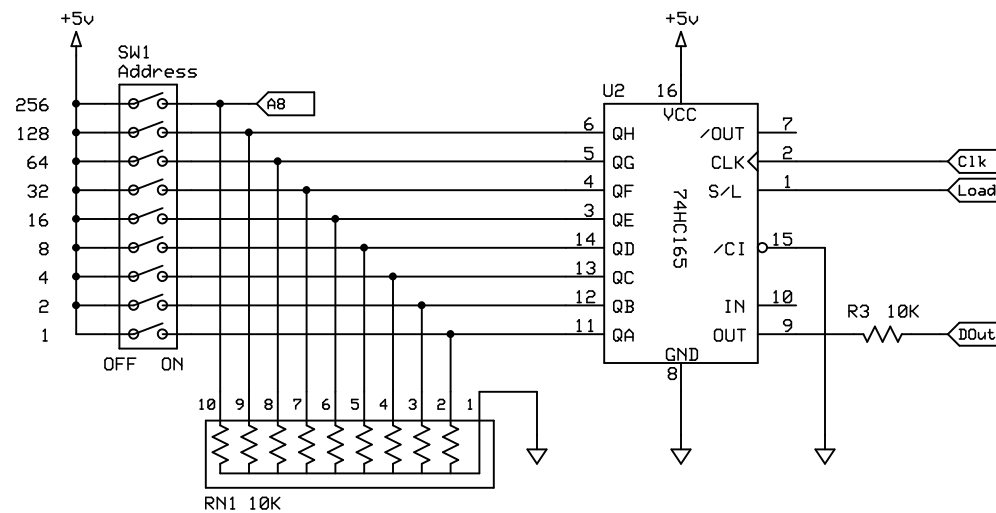 +5v
+5v
SW1
Address
256
128
64
32
16
8
4
2
1
OFF ON
A8
U2
16
VCC
6 QH
5 QG
4 QF
3 QE
14 QD
13 QC
12 QB
11 QA
74HC165
/OUT 7
CLK 2
S/L 1
/CI 15
IN 10
OUT 9
GND
8
Clk
Load
R3 10K
DOut
10 9 8 7 6 5 4 3 2 1
RN1 10K